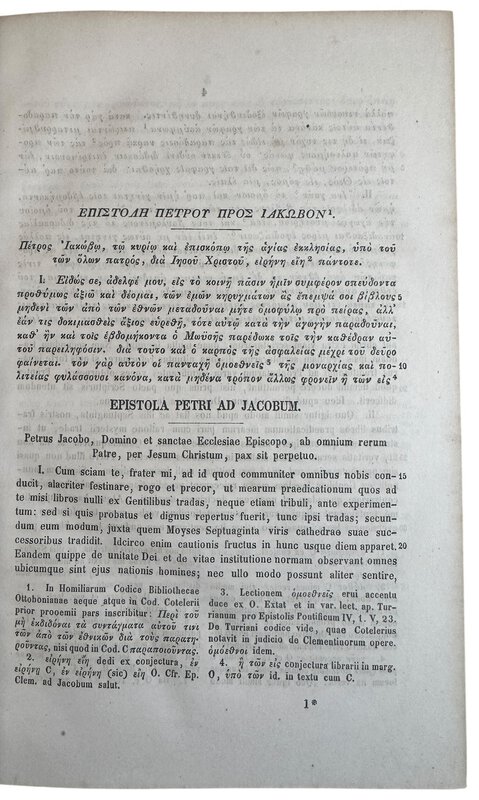 ΕΠΙΣΤΟΛΗ ΠΕΤΡΟΥ ΠΡΟΣ ΙΑΚΩΒΟΝ¹.
Πέτρος Ἰακώβῳ, τῷ κυρίῳ καὶ ἐπισκόπῳ τῆς ἁγίας ἐκκλησίας, ὑπὸ τοῦ
τῶν ὅλων πατρὸς, διὰ Ἰησοῦ Χριστοῦ, εἰρήνη εἴη² πάντοτε.
I. Εἰδώς σε, ἀδελφέ μου, εἰς τὸ κοινῇ πᾶσιν ἡμῖν συμφέρον σπεύδοντα
προθύμως ἀξιῶ καὶ δέομαι, τῶν ἐμῶν κηρυγμάτων ἃς ἔπεμψά σοι βίβλους 5
μηδενὶ τῶν ἀπὸ τῶν ἐθνῶν μεταδοῦναι μήτε ὁμοφύλῳ πρὸ πείρας, ἀλλ'
ἐάν τις δοκιμασθεὶς ἄξιος εὑρεθῇ, τότε αὐτῷ κατὰ τὴν ἀγωγὴν παραδοῦναι,
καθ' ἣν καὶ τοῖς ἑβδομήκοντα ὁ Μωϋσῆς παρέδωκε τοῖς τὴν καθέδραν αὐ-
τοῦ παρειληφόσιν. διὰ τοῦτο καὶ ὁ καρπὸς τῆς ἀσφαλείας μέχρι τοῦ δεῦρο
φαίνεται. τὸν γὰρ αὐτὸν οἱ πανταχῆ ὁμοεθνεῖς³ τῆς μοναρχίας καὶ πο- 10
λιτείας φυλάσσουσι κανόνα, κατὰ μηδένα τρόπον ἄλλως φρονεῖν ἢ τῶν εἰς⁴
EPISTOLA PETRI AD JACOBUM.
Petrus Jacobo, Domino et sanctae Ecclesiae Episcopo, ab omnium rerum
Patre, per Jesum Christum, pax sit perpetuo.
I. Cum sciam te, frater mi, ad id quod communiter omnibus nobis con- 15
ducit, alacriter festinare, rogo et precor, ut mearum praedicationum quos ad
te misi libros nulli ex Gentilibus tradas, neque etiam tribuli, ante experimen-
tum: sed si quis probatus et dignus repertus fuerit, tunc ipsi tradas; secun-
dum eum modum, juxta quem Moyses Septuaginta viris cathedrae suae suc-
cessoribus tradidit. Idcirco enim cautionis fructus in hunc usque diem apparet. 20
Eandem quippe de unitate Dei et de vitae institutione normam observant omnes
ubicumque sint ejus nationis homines; nec ullo modo possunt aliter sentire,
1. In Homiliarum Codice Bibliothecae
Ottohonianae aeque atque in Cod. Cotelerii
prior prooemii pars inscribitur: Περὶ τοῦ
μὴ ἐκδιδόναι τὰ συντάγματα αὐτοῦ τινι
τῶν ἀπὸ τῶν ἐθνικῶν διὰ τοὺς παρατη-
ροῦντας, nisi quod in Cod. C παραποιοῦντας.
2. εἰρήνη εἴη dedi ex conjectura, ἐν
εἰρήνῃ C, ἐν εἰρήνη (sic) εἴη O. Cfr. Ep.
Clem. ad Jacobum salut.
3. Lectionem ὁμοεθνεῖς erui accentu
duce ex O. Extat et in var. lect. ap. Tur-
rianum pro Epistolis Pontificum IV, 1. V, 23.
De Turriani codice vide, quae Cotelerius
notavit in judicio de Clementinorum opere.
ὁμόεθνοι idem.
4. ἢ τῶν εἰς conjectura librarii in marg.
O, ὑπὸ τῶν id. in textu cum C.
1*